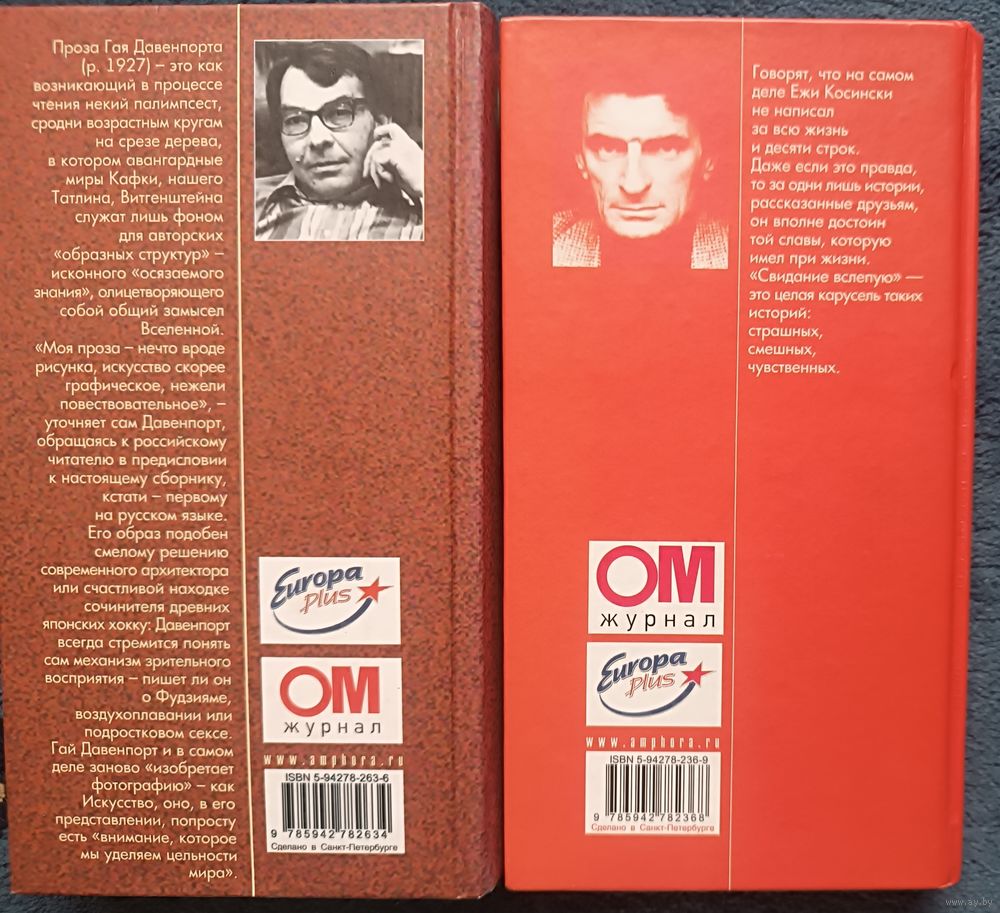 Проза Гая Давенпорта
(р. 1927) – это как
возникающий в процессе
чтения некий палимпсест,
сродни возрастным кругам
на срезе дерева,
в котором авангардные
миры Кафки, нашего
Татлина, Витгенштейна
служат лишь фоном
для авторских
«образных структур» –
исконного «осязаемого
знания», олицетворяющего
собой общий замысел
Вселенной.
«Моя проза – нечто вроде
рисунка, искусство скорее
графическое, нежели
повествовательное», –
уточняет сам Давенпорт,
обращаясь к российскому
читателю в предисловии
к настоящему сборнику,
кстати – первому
на русском языке.
Его образ подобен
смелому решению
современного архитектора
или счастливой находке
сочинителя древних
японских хокку: Давенпорт
всегда стремится понять
сам механизм зрительного
восприятия – пишет ли он
о Фудзияме,
воздухоплавании или
подростковом сексе.
Гай Давенпорт и в самом
деле заново «изобретает
фотографию» – как
Искусство, оно, в его
представлении, попросту
есть «внимание, которое
мы уделяем цельности
мира».
Europa
plus
ОМ
журнал
www.amphora.ru
ISBN 5-94278-263-6
9 785942 782634
Сделано в Санкт-Петербурге
Говорят, что на самом
деле Ежи Косински
не написал
за всю жизнь
и десяти строк.
Даже если это правда,
то за одни лишь истории,
рассказанные друзьям,
он вполне достоин
той славы, которую
имел при жизни.
«Свидание вслепую» —
это целая карусель таких
историй:
страшных,
смешных,
чувственных.
ОМ
журнал
Europa
plus
www.amphora.ru
ISBN 5-94278-236-9
9 785942 782368
Сделано в Санкт-Петербурге
www.ay.by